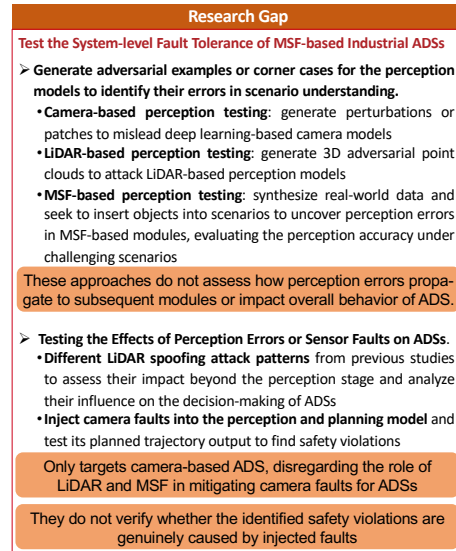 Research Gap
Test the System-level Fault Tolerance of MSF-based Industrial ADSs
➢ Generate adversarial examples or corner cases for the perception
models to identify their errors in scenario understanding.
•Camera-based perception testing: generate perturbations or
patches to mislead deep learning-based camera models
•LiDAR-based perception testing: generate 3D adversarial point
clouds to attack LiDAR-based perception models
•MSF-based perception testing: synthesize real-world data and
seek to insert objects into scenarios to uncover perception errors
in MSF-based modules, evaluating the perception accuracy under
challenging scenarios
These approaches do not assess how perception errors propa-
gate to subsequent modules or impact overall behavior of ADS.
➢ Testing the Effects of Perception Errors or Sensor Faults on ADSs.
•Different LiDAR spoofing attack patterns from previous studies
to assess their impact beyond the perception stage and analyze
their influence on the decision-making of ADSs
•Inject camera faults into the perception and planning model and
test its planned trajectory output to find safety violations
Only targets camera-based ADS, disregarding the role of
LiDAR and MSF in mitigating camera faults for ADSs
They do not verify whether the identified safety violations are
genuinely caused by injected faults